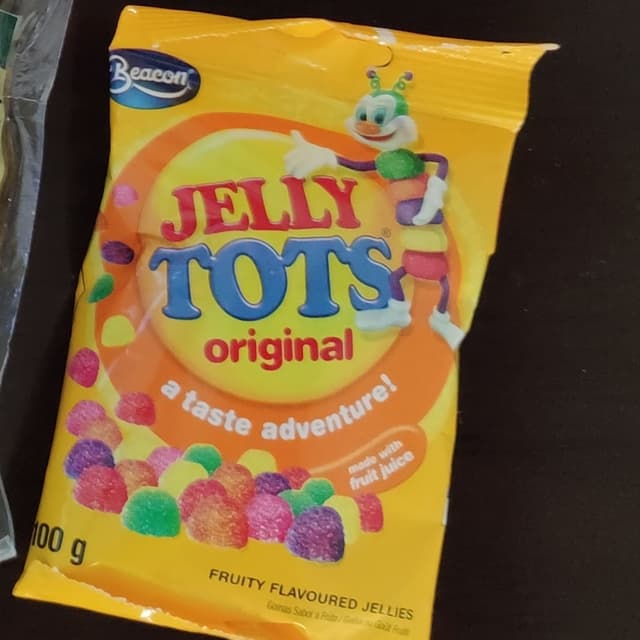 Beacon
JELLY
TOTS®
original
a taste adventure!
made with
fruit juice
100 g
FRUITY FLAVOURED JELLIES